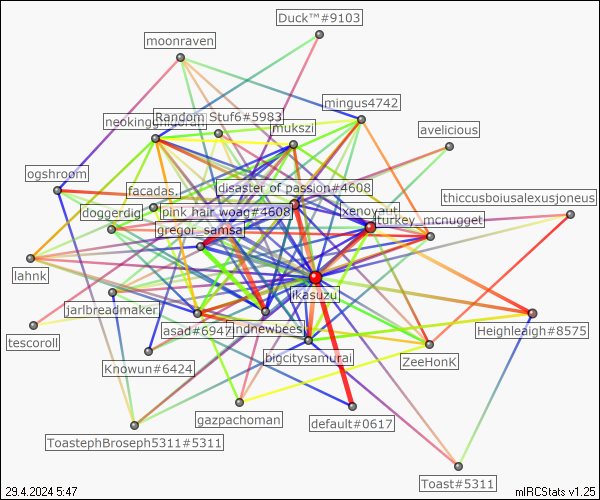 Duck™#9103
moonraven
mingus4742
Random Stuf6#5983
mukszi
avelicious
ogshroom
facadas.
disaster of passion#4608
thiccusboiusalexusjoneus
doggerdig
pink hair woag#4608
xenoyaut
turkey_mcnugget
gregor_samsa
lahnk
jarlbreadmaker
ikasuzu
tescoroll
asad#6947
lindnewbees
Heighleaigh#8575
Knowun#6424
bigcitysamurai
ZeeHonK
gazpachoman
default#0617
ToastephBroseph5311#5311
Toast#5311
29.4.2024 5:47
mIRCStats v1.25